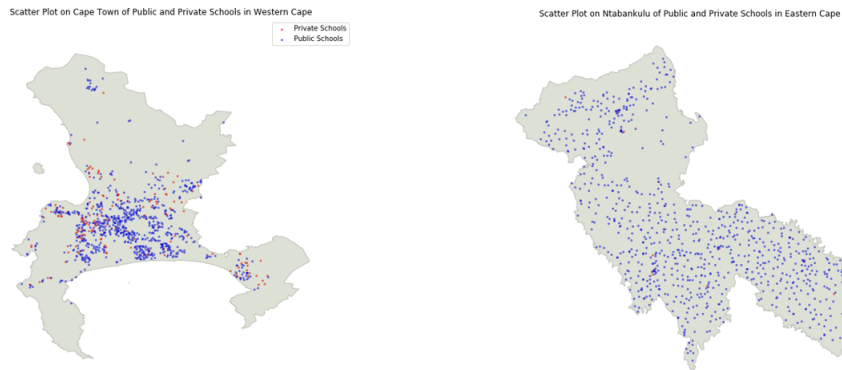 Scatter Plot on Cape Town of Public and Private Schools in Western Cape
Private Schools
Public Schools
Scatter Plot on Ntabankulu of Public and Private Schools in Eastern Cape